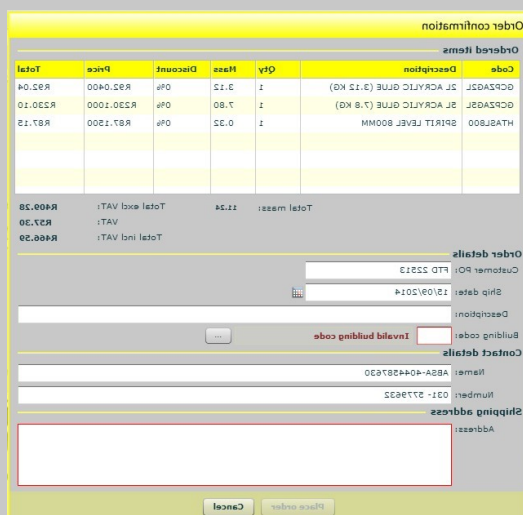 Order confirmation
Ordered items
Code Description Qty Mass Discount Price Total
GCPZAG2L 2L ACRYLIC GLUE (3.12 KG) 1 3.12 0% R92.0400 R92.04
GCPZAG5L 5L ACRYLIC GLUE (7.8 KG) 1 7.80 0% R230.1000 R230.10
HTASL800 SPIRIT LEVEL 800MM 1 0.32 0% R87.1500 R87.15
Total mass: 11.24 Total excl VAT: R409.28
VAT: R57.30
Total incl VAT: R466.59
Order details
Customer PO: FTD 22513
Ship date: 15/09/2014
Description:
Building code: Invalid building code ...
Contact details
Name: ABSA-4044587630
Number: 031- 5779632
Shipping address
Address:
Place order Cancel